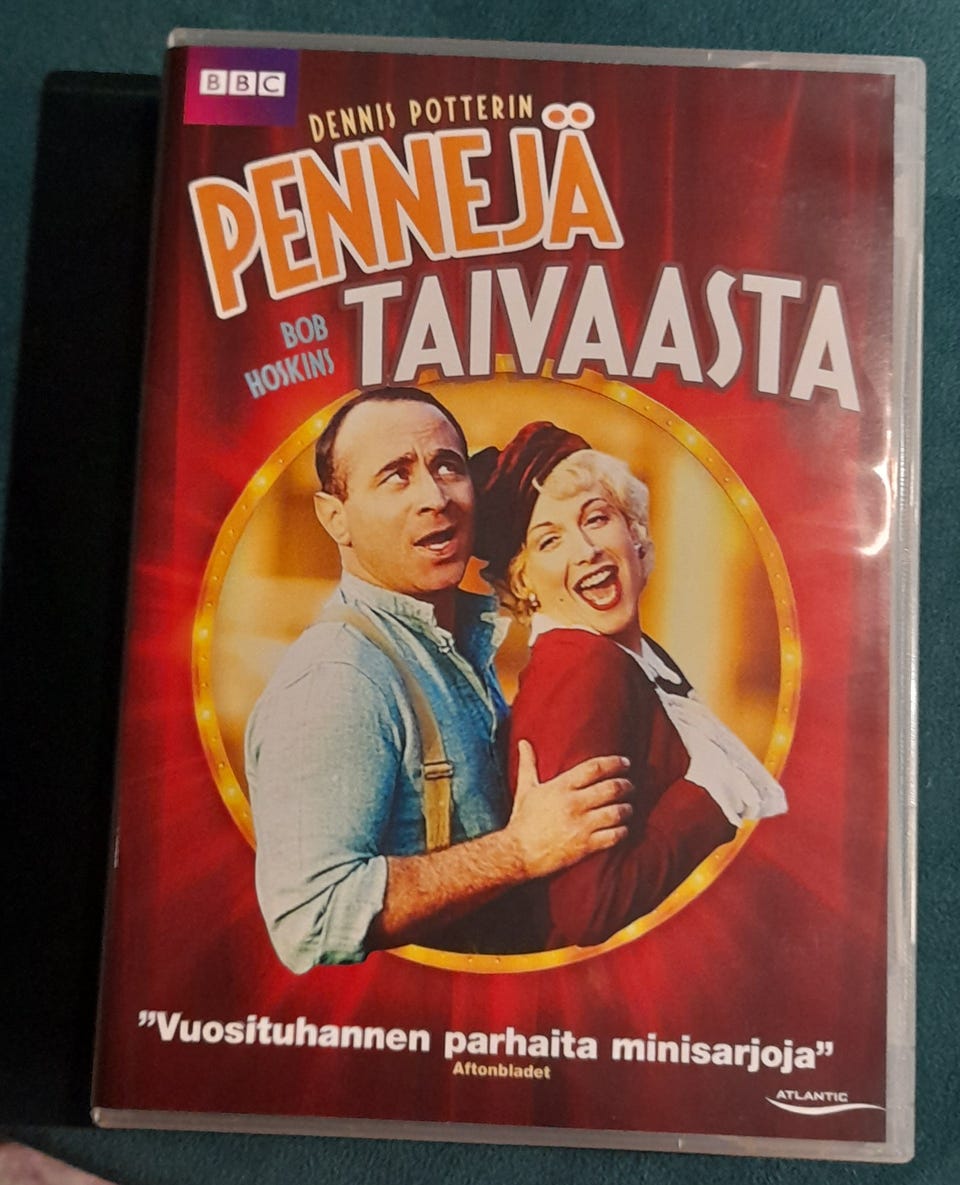 BBC
DENNIS POTTERIN
PENNEJÄ
TAIVAASTA
BOB
HOSKINS
”Vuosituhannen parhaita minisarjoja”
Aftonbladet
ATLANTIC